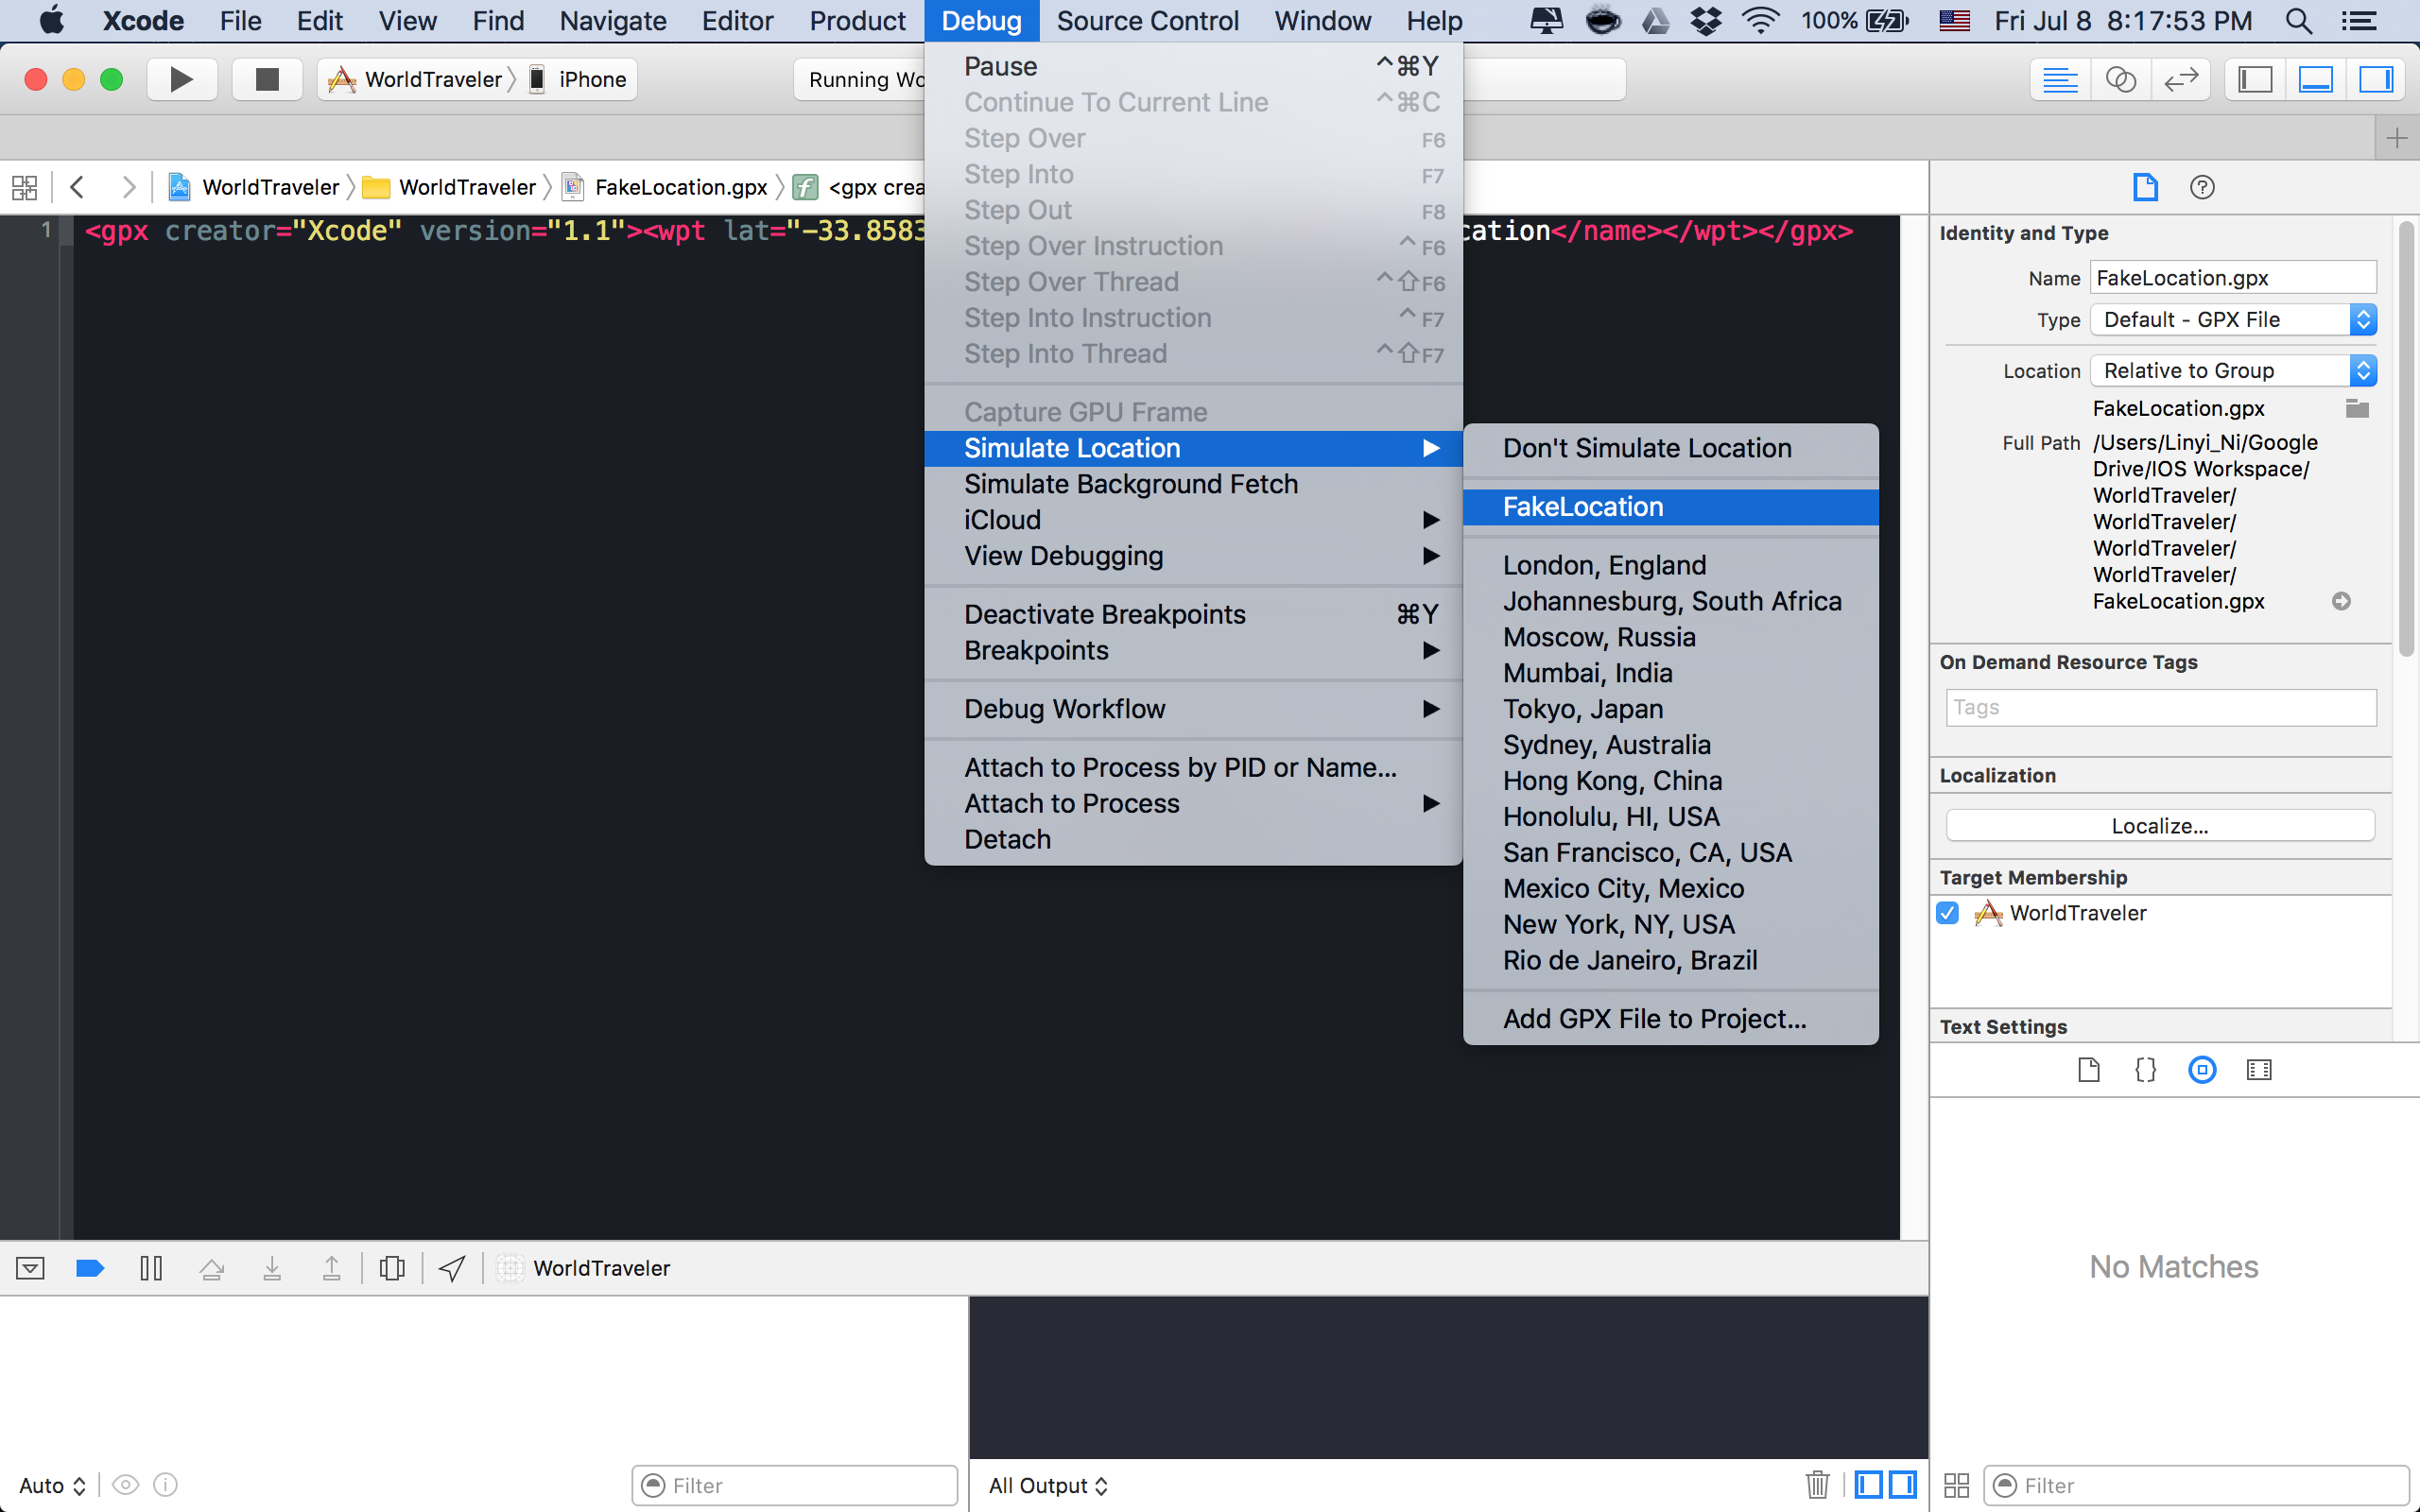 Xcode File Edit View Find Navigate Editor Product Debug Source Control Window Help 100% Fri Jul 8 8:17:53 PM
WorldTraveler iPhone Running Wo
WorldTraveler WorldTraveler FakeLocation.gpx <gpx crea
1 <gpx creator="Xcode" version="1.1"><wpt lat="-33.8583 cation</name></wpt></gpx>
Pause ^⌘Y
Continue To Current Line ^⌘C
Step Over F6
Step Into F7
Step Out F8
Step Over Instruction ^F6
Step Over Thread ^⇧F6
Step Into Instruction ^F7
Step Into Thread ^⇧F7
Capture GPU Frame
Simulate Location
Simulate Background Fetch
iCloud
View Debugging
Deactivate Breakpoints ⌘Y
Breakpoints
Debug Workflow
Attach to Process by PID or Name...
Attach to Process
Detach
Don't Simulate Location
FakeLocation
London, England
Johannesburg, South Africa
Moscow, Russia
Mumbai, India
Tokyo, Japan
Sydney, Australia
Hong Kong, China
Honolulu, HI, USA
San Francisco, CA, USA
Mexico City, Mexico
New York, NY, USA
Rio de Janeiro, Brazil
Add GPX File to Project...
Identity and Type
Name FakeLocation.gpx
Type Default - GPX File
Location Relative to Group
FakeLocation.gpx
Full Path /Users/Linyi_Ni/Google
Drive/IOS Workspace/
WorldTraveler/
WorldTraveler/
WorldTraveler/
WorldTraveler/
FakeLocation.gpx
On Demand Resource Tags
Tags
Localization
Localize...
Target Membership
WorldTraveler
Text Settings
{}
No Matches
WorldTraveler
Auto Filter All Output Filter